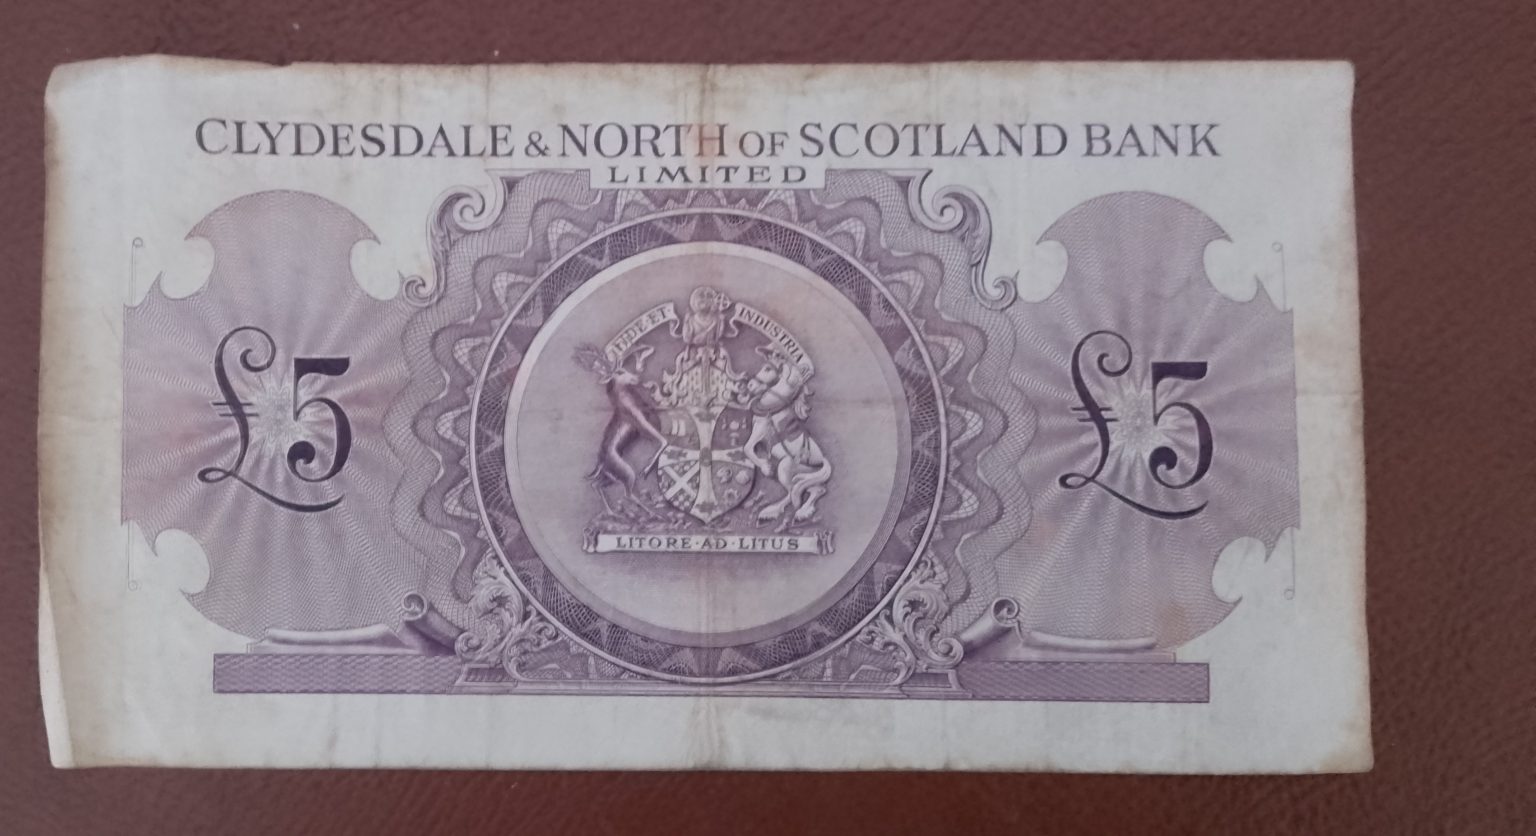 CLYDESDALE & NORTH OF SCOTLAND BANK
LIMITED
FIDE ET INDUSTRIA
£5 £5
LITORE·AD·LITUS